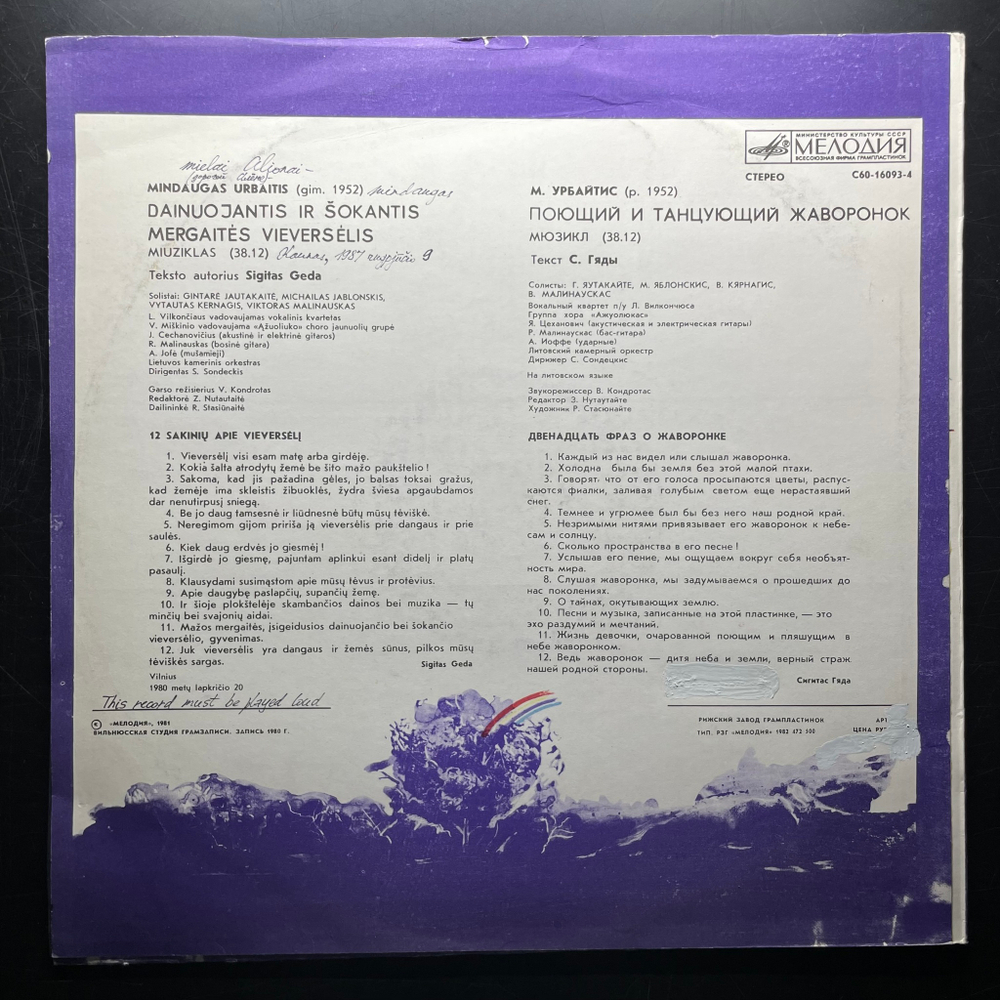 МИНИСТЕРСТВО КУЛЬТУРЫ СССР
МЕЛОДИЯ
ВСЕСОЮЗНАЯ ФИРМА ГРАМПЛАСТИНОК
СТЕРЕО С60-16093-4
mielai Aljonai –
дорогой Алёне
MINDAUGAS URBAITIS (gim. 1952) mindaugas
DAINUOJANTIS IR ŠOKANTIS
MERGAITĖS VIEVERSĖLIS
MIUZIKLAS (38.12) Kaunas, 1987 rugpjūčio 9
Teksto autorius Sigitas Geda
Solistai: GINTARĖ JAUTAKAITĖ, MICHAILAS JABLONSKIS,
VYTAUTAS KERNAGIS, VIKTORAS MALINAUSKAS
L. Vilkončiaus vadovaujamas vokalinis kvartetas
V. Miškinio vadovaujama «Ąžuoliuko» choro jaunuolių grupė
J. Cechanovičius (akustinė ir elektrinė gitaros)
R. Malinauskas (bosinė gitara)
A. Jofė (mušamieji)
Lietuvos kamerinis orkestras
Dirigentas S. Sondeckis
Garso režisierius V. Kondrotas
Redaktorė Z. Nutautaitė
Dailininkė R. Stasiūnaitė
12 SAKINIŲ APIE VIEVERSĖLĮ
1. Vieversėlį visi esam matę arba girdėję.
2. Kokia šalta atrodytų žemė be šito mažo paukštelio!
3. Sakoma, kad jis pažadina gėles, jo balsas toksai gražus,
kad žemėje ima skleistis žibuoklės, žydra šviesa apgaubdamos
dar nenutirpusį sniegą.
4. Be jo daug tamsesnė ir liūdnesnė būtų mūsų tėviškė.
5. Neregimom gijom pririša ją vieversėlis prie dangaus ir prie
saulės.
6. Kiek daug erdvės jo giesmėj!
7. Išgirdė jo giesmę, pajuntam aplinkui esant didelį ir platų
pasaulį.
8. Klausydami susimąstom apie mūsų tėvus ir protėvius.
9. Apie daugybę paslapčių, supančių žemę.
10. Ir šioje plokštelėje skambančios dainos bei muzika — tų
minčių bei svajonių aidai.
11. Mažos mergaitės, įsigeidusios dainuojančio bei šokančio
vieversėlio, gyvenimas.
12. Juk vieversėlis yra dangaus ir žemės sūnus, pilkos mūsų
tėviškės sargas.
Sigitas Geda
Vilnius
1980 metų lapkričio 20
This record must be played loud
© «МЕЛОДИЯ», 1981
ВИЛЬНЮССКАЯ СТУДИЯ ГРАМЗАПИСИ. ЗАПИСЬ 1980 Г.
М. УРБАЙТИС (р. 1952)
ПОЮЩИЙ И ТАНЦУЮЩИЙ ЖАВОРОНОК
МЮЗИКЛ (38.12)
Текст С. Гяды
Солисты: Г. ЯУТАКАЙТЕ, М. ЯБЛОНСКИС, В. КЯРНАГИС,
В. МАЛИНАУСКАС
Вокальный квартет п/у Л. Вилкончюса
Группа хора «Ажуолюкас»
Я. Цеханович (акустическая и электрическая гитары)
Р. Малинаускас (бас-гитара)
А. Иоффе (ударные)
Литовский камерный оркестр
Дирижер С. Сондецкис
На литовском языке
Звукорежиссер В. Кондротас
Редактор З. Нутаутайте
Художник Р. Стасюнайте
ДВЕНАДЦАТЬ ФРАЗ О ЖАВОРОНКЕ
1. Каждый из нас видел или слышал жаворонка.
2. Холодна была бы земля без этой малой птахи.
3. Говорят, что от его голоса просыпаются цветы, распус-
каются фиалки, заливая голубым светом еще нерастаявший
снег.
4. Темнее и угрюмее был бы без него наш родной край.
5. Незримыми нитями привязывает его жаворонок к небе-
сам и солнцу.
6. Сколько пространства в его песне!
7. Услышав его пение, мы ощущаем вокруг себя необъят-
ность мира.
8. Слушая жаворонка, мы задумываемся о прошедших до
нас поколениях.
9. О тайнах, окутывающих землю.
10. Песни и музыка, записанные на этой пластинке, — это
эхо раздумий и мечтаний.
11. Жизнь девочки, очарованной поющим и пляшущим в
небе жаворонком.
12. Ведь жаворонок — дитя неба и земли, верный страж
нашей родной стороны.
Сигитас Гяда
РИЖСКИЙ ЗАВОД ГРАМПЛАСТИНОК АРТ
ТИП. РЗГ «МЕЛОДИЯ» 1982 472 500 ЦЕНА РУ